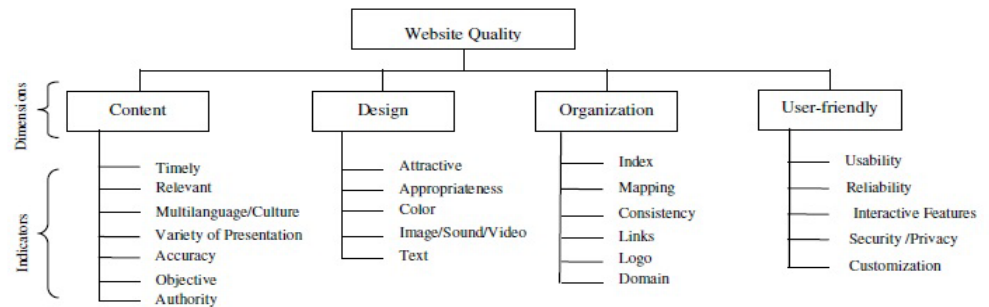 Website Quality
Dimensions
Content
Design
Organization
User-friendly
Indicators
Timely
Relevant
Multilanguage/Culture
Variety of Presentation
Accuracy
Objective
Authority
Attractive
Appropriateness
Color
Image/Sound/Video
Text
Index
Mapping
Consistency
Links
Logo
Domain
Usability
Reliability
Interactive Features
Security /Privacy
Customization